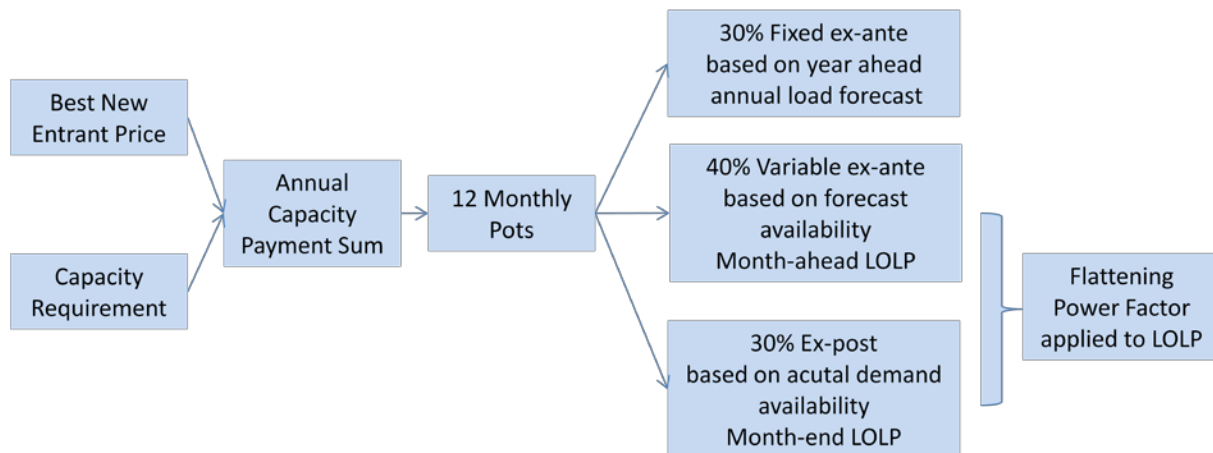 Best New
Entrant Price
Capacity
Requirement
Annual
Capacity
Payment Sum
12 Monthly
Pots
30% Fixed ex-ante
based on year ahead
annual load forecast
40% Variable ex-ante
based on forecast
availability
Month-ahead LOLP
30% Ex-post
based on acutal demand
availability
Month-end LOLP
Flattening
Power Factor
applied to LOLP